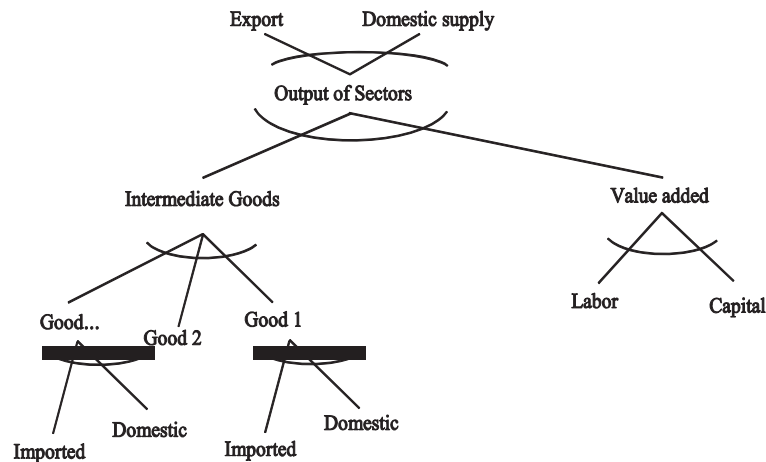 Export
Domestic supply
Output of Sectors
Intermediate Goods
Value added
Labor
Capital
Good...
Good 2
Good 1
Imported
Domestic
Imported
Domestic